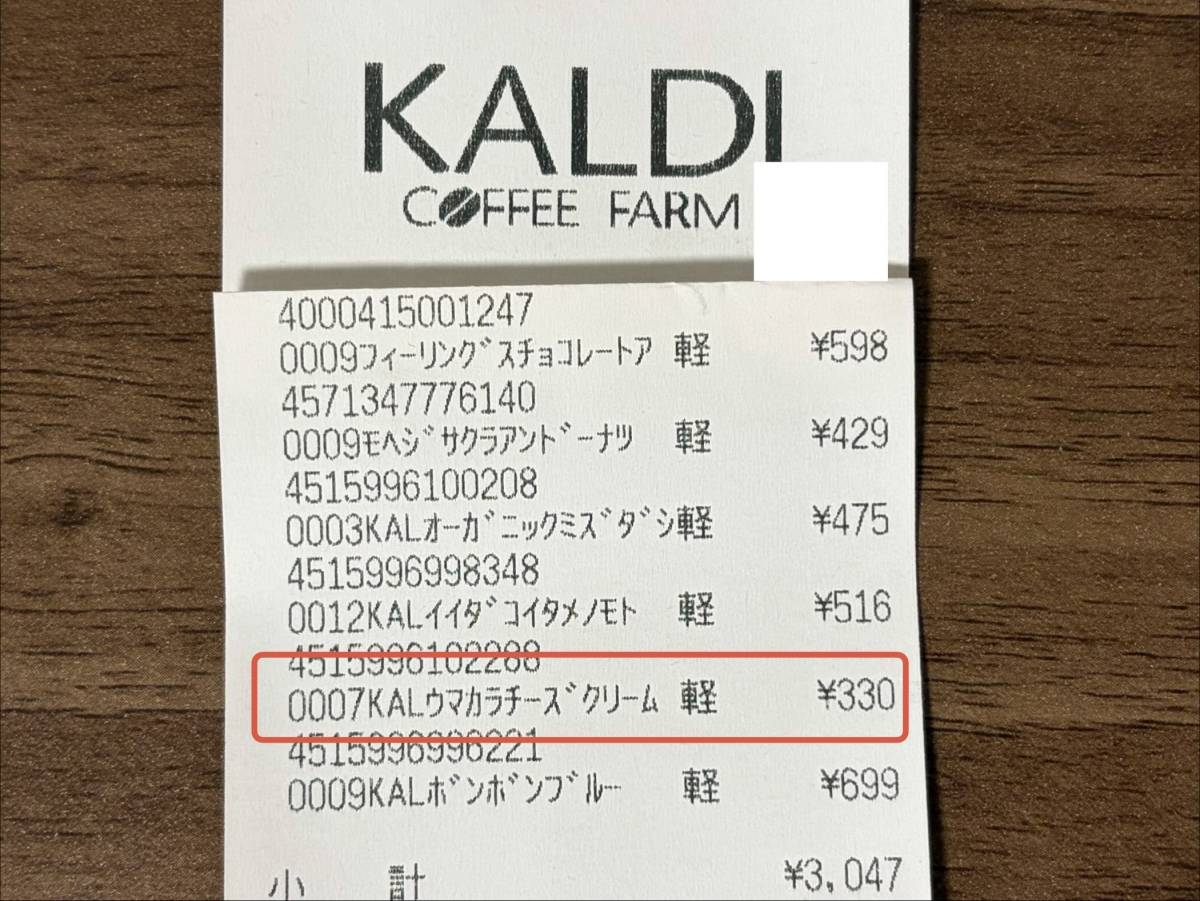 KALDI
COFFEE FARM
4000415001247
0009フィーリングスチョコレートア 軽 ¥598
4571347776140
0009モヘジサクラアンドーナツ 軽 ¥429
4515996100208
0003KALオーガニックミズダシ軽 ¥475
4515996998348
0012KALイイダコイタメノモト 軽 ¥516
4515996102288
0007KALウマカラチーズクリーム 軽 ¥330
4515996996221
0009KALボンボンブルー 軽 ¥699
小 計 ¥3,047